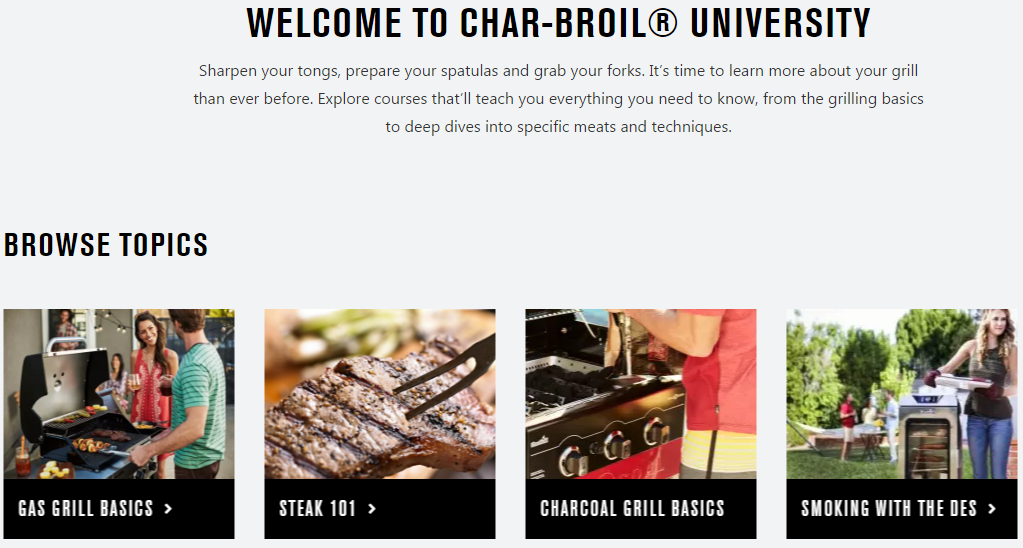 WELCOME TO CHAR-BROIL® UNIVERSITY
Sharpen your tongs, prepare your spatulas and grab your forks. It's time to learn more about your grill
than ever before. Explore courses that'll teach you everything you need to know, from the grilling basics
to deep dives into specific meats and techniques.
BROWSE TOPICS
GAS GRILL BASICS >
STEAK 101 >
CHARCOAL GRILL BASICS
SMOKING WITH THE DES >